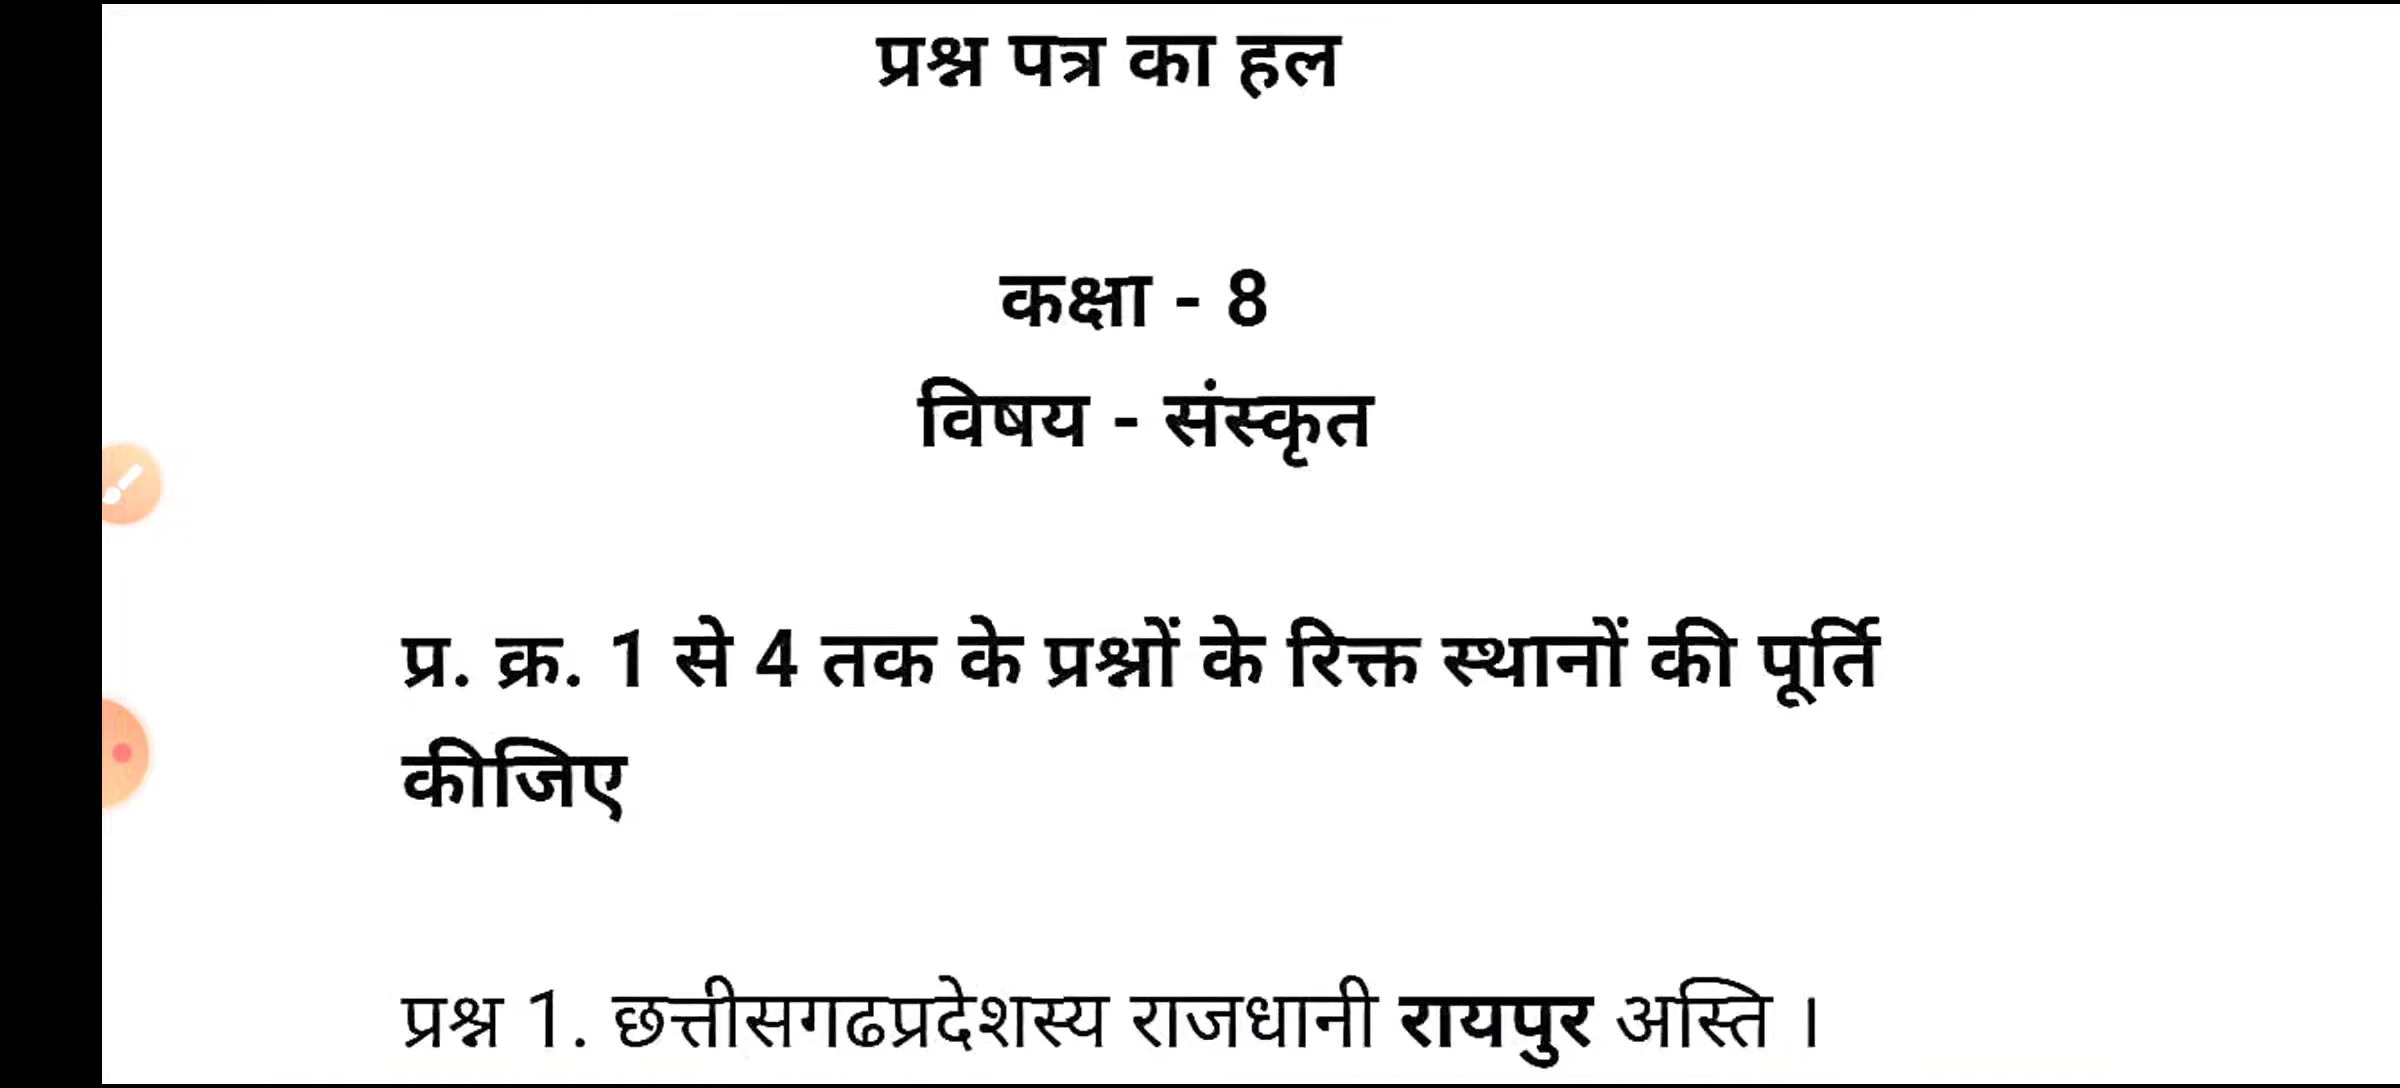 प्रश्न पत्र का हल
कक्षा - 8
विषय - संस्कृत
प्र. क्र. 1 से 4 तक के प्रश्नों के रिक्त स्थानों की पूर्ति
कीजिए
प्रश्न 1. छत्तीसगढप्रदेशस्य राजधानी रायपुर अस्ति ।